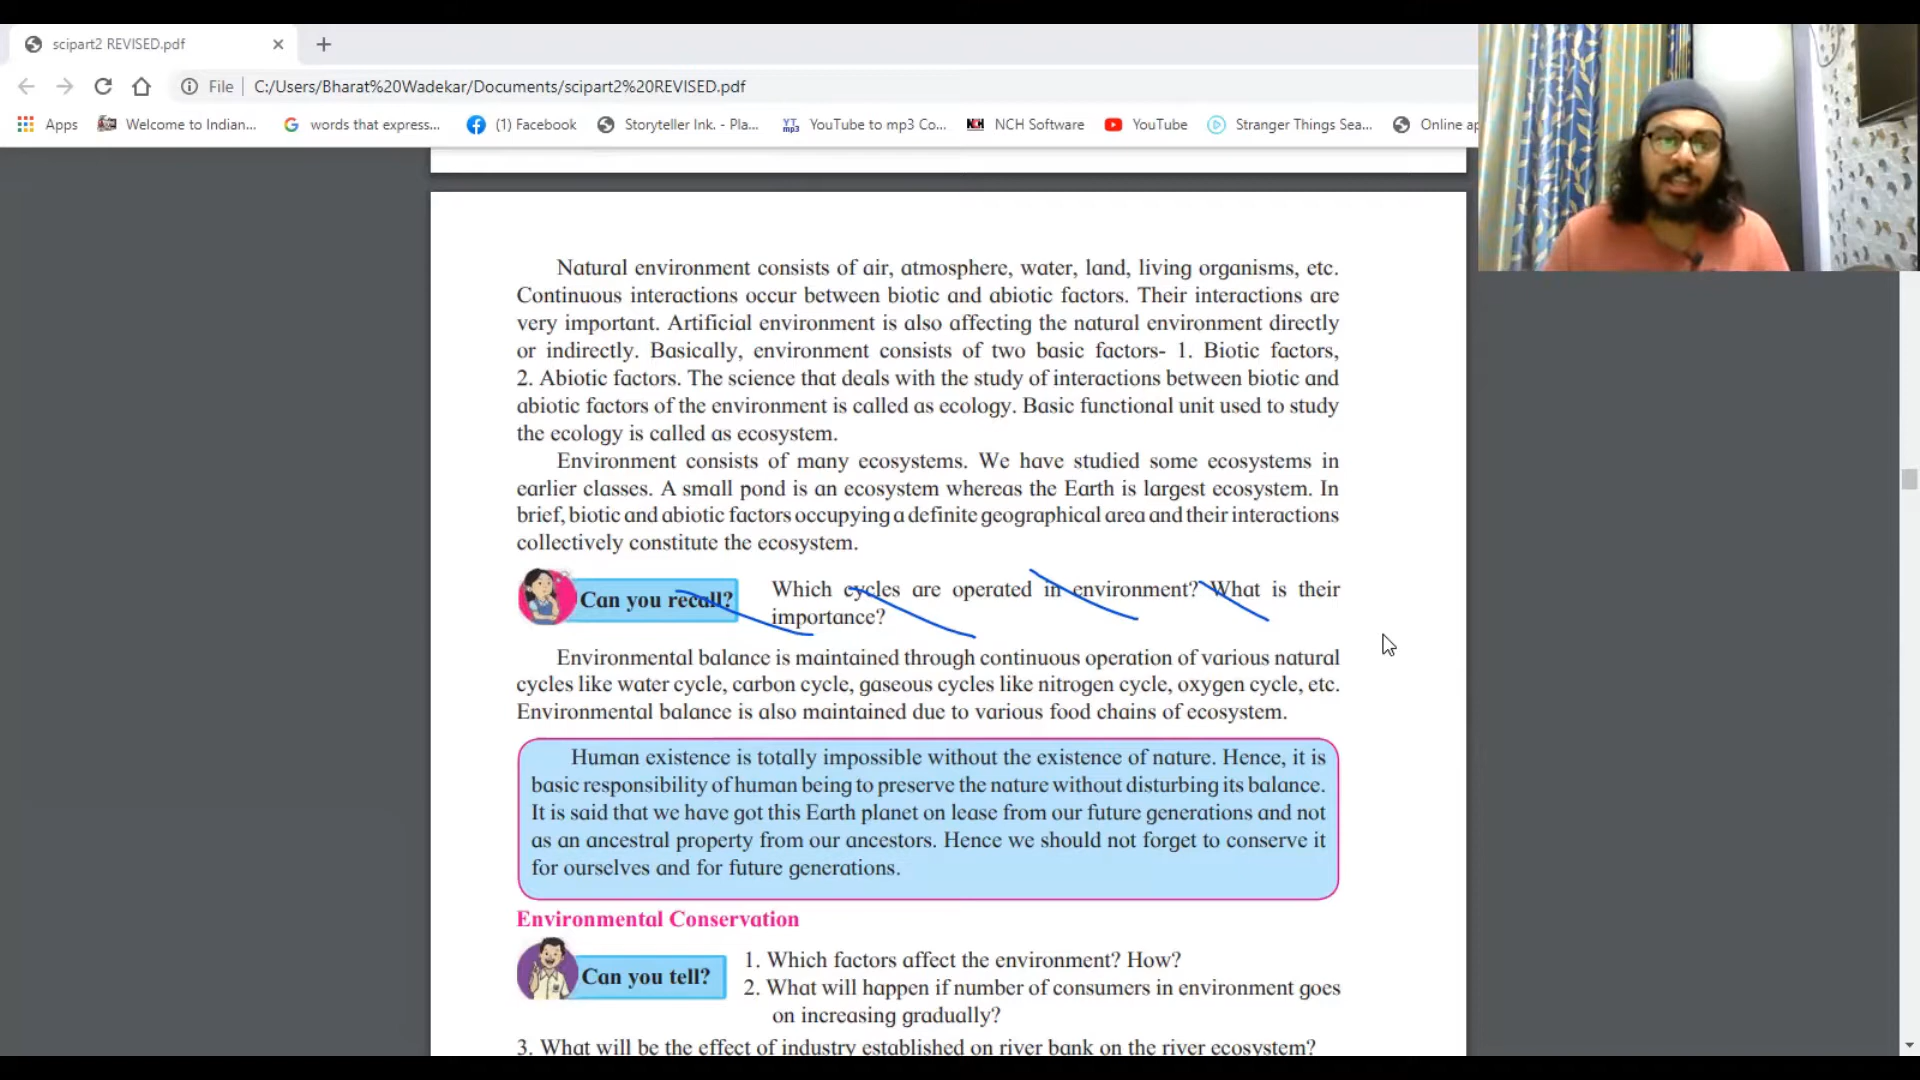 scipart2 REVISED.pdf
File C:/Users/Bharat%20Wadekar/Documents/scipart2%20REVISED.pdf
Apps Welcome to Indian... words that express... (1) Facebook Storyteller Ink. - Pla... YT mp3 YouTube to mp3 Co... NCH NCH Software YouTube Stranger Things Sea... Online ap
Natural environment consists of air, atmosphere, water, land, living organisms, etc.
Continuous interactions occur between biotic and abiotic factors. Their interactions are
very important. Artificial environment is also affecting the natural environment directly
or indirectly. Basically, environment consists of two basic factors- 1. Biotic factors,
2. Abiotic factors. The science that deals with the study of interactions between biotic and
abiotic factors of the environment is called as ecology. Basic functional unit used to study
the ecology is called as ecosystem.
Environment consists of many ecosystems. We have studied some ecosystems in
earlier classes. A small pond is an ecosystem whereas the Earth is largest ecosystem. In
brief, biotic and abiotic factors occupying a definite geographical area and their interactions
collectively constitute the ecosystem.
Can you recall?
Which cycles are operated in environment? What is their
importance?
Environmental balance is maintained through continuous operation of various natural
cycles like water cycle, carbon cycle, gaseous cycles like nitrogen cycle, oxygen cycle, etc.
Environmental balance is also maintained due to various food chains of ecosystem.
Human existence is totally impossible without the existence of nature. Hence, it is
basic responsibility of human being to preserve the nature without disturbing its balance.
It is said that we have got this Earth planet on lease from our future generations and not
as an ancestral property from our ancestors. Hence we should not forget to conserve it
for ourselves and for future generations.
Environmental Conservation
Can you tell?
1. Which factors affect the environment? How?
2. What will happen if number of consumers in environment goes
on increasing gradually?
3. What will be the effect of industry established on river bank on the river ecosystem?